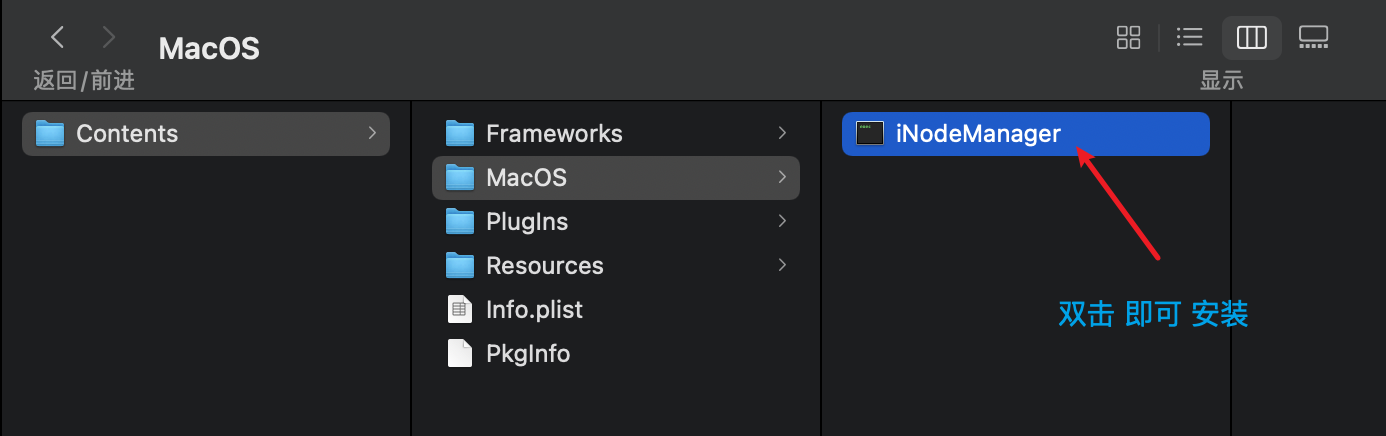 MacOS
返回/前进
显示
Contents
Frameworks
MacOS
PlugIns
Resources
Info.plist
PkgInfo
iNodeManager
双击 即可 安装